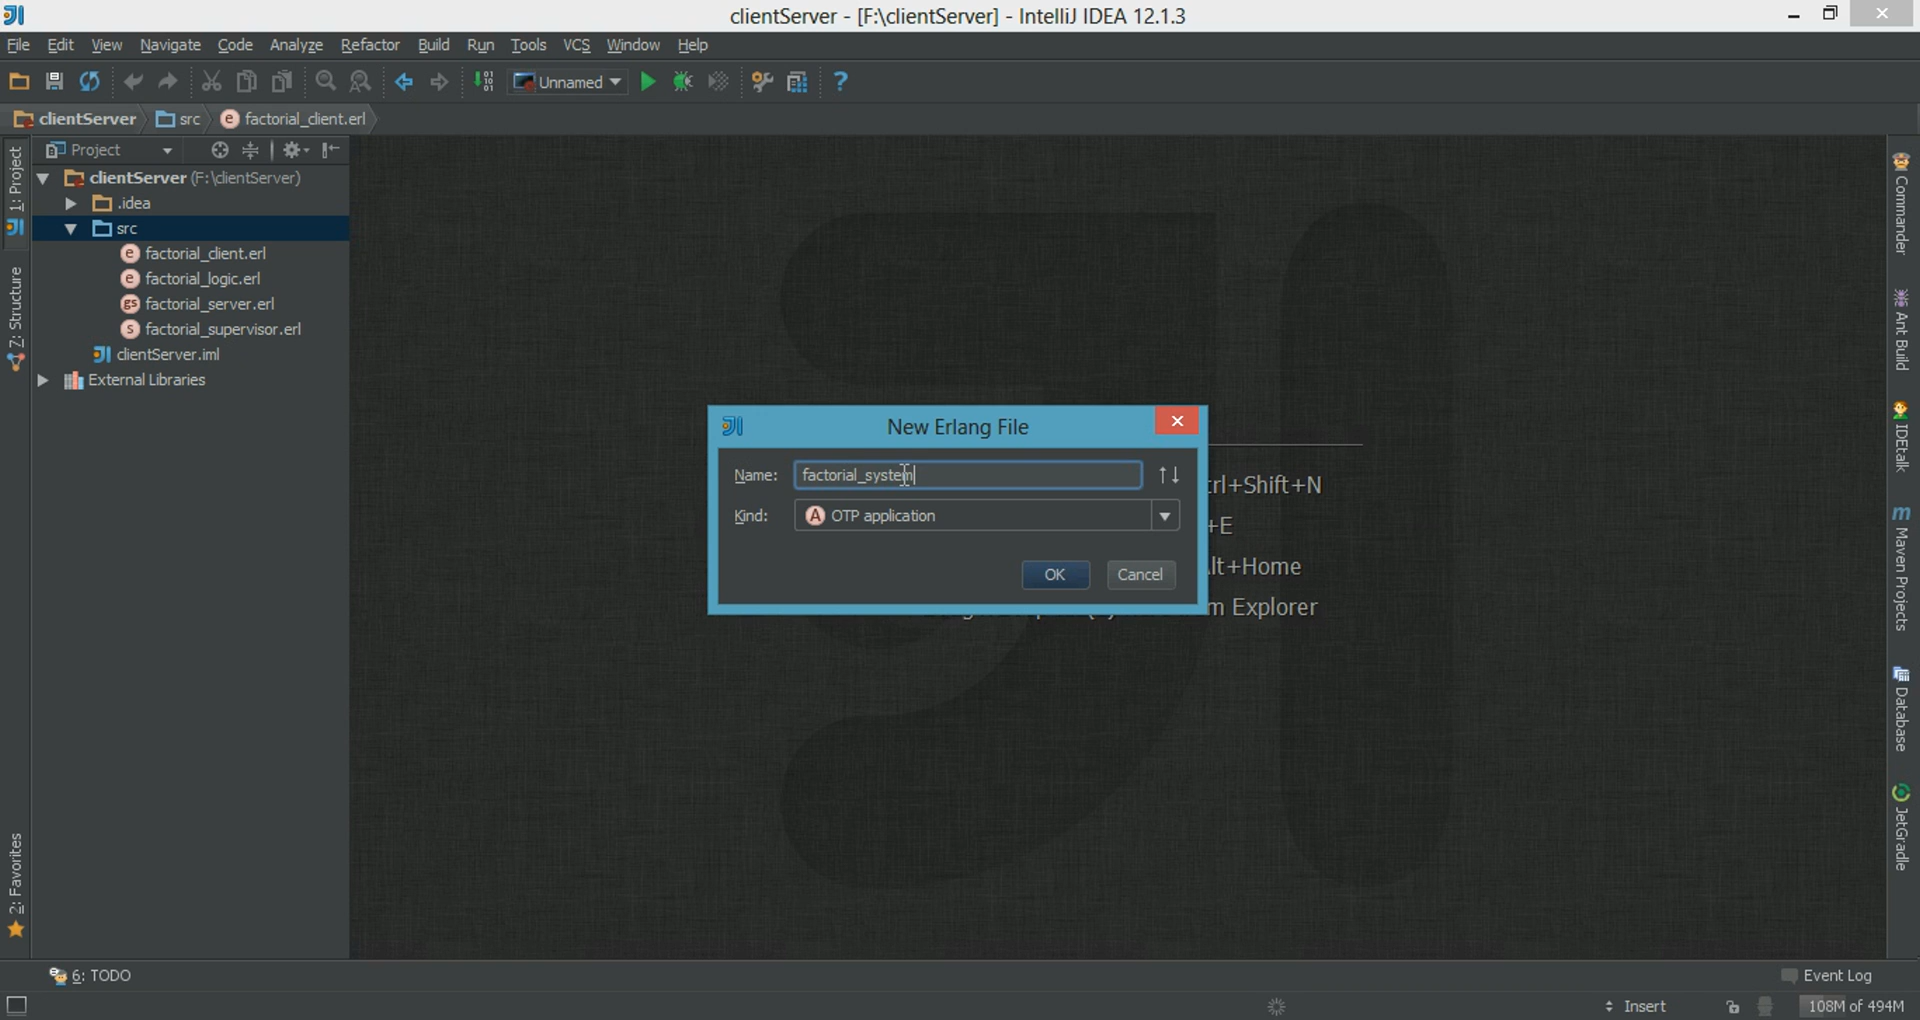 clientServer - [F:\clientServer] - IntelliJ IDEA 12.1.3
File Edit View Navigate Code Analyze Refactor Build Run Tools VCS Window Help
Unnamed
clientServer src factorial_client.erl
1: Project
Project
clientServer (F:\clientServer)
.idea
src
factorial_client.erl
factorial_logic.erl
factorial_server.erl
factorial_supervisor.erl
clientServer.iml
External Libraries
7: Structure
2: Favorites
New Erlang File
Name: factorial_system
Kind: OTP application
OK Cancel
Ctrl+Shift+N
+E
lt+Home
m Explorer
Commander
Ant Build
IDEtalk
Maven Projects
Database
JetGradle
6: TODO
Event Log
Insert
108M of 494M